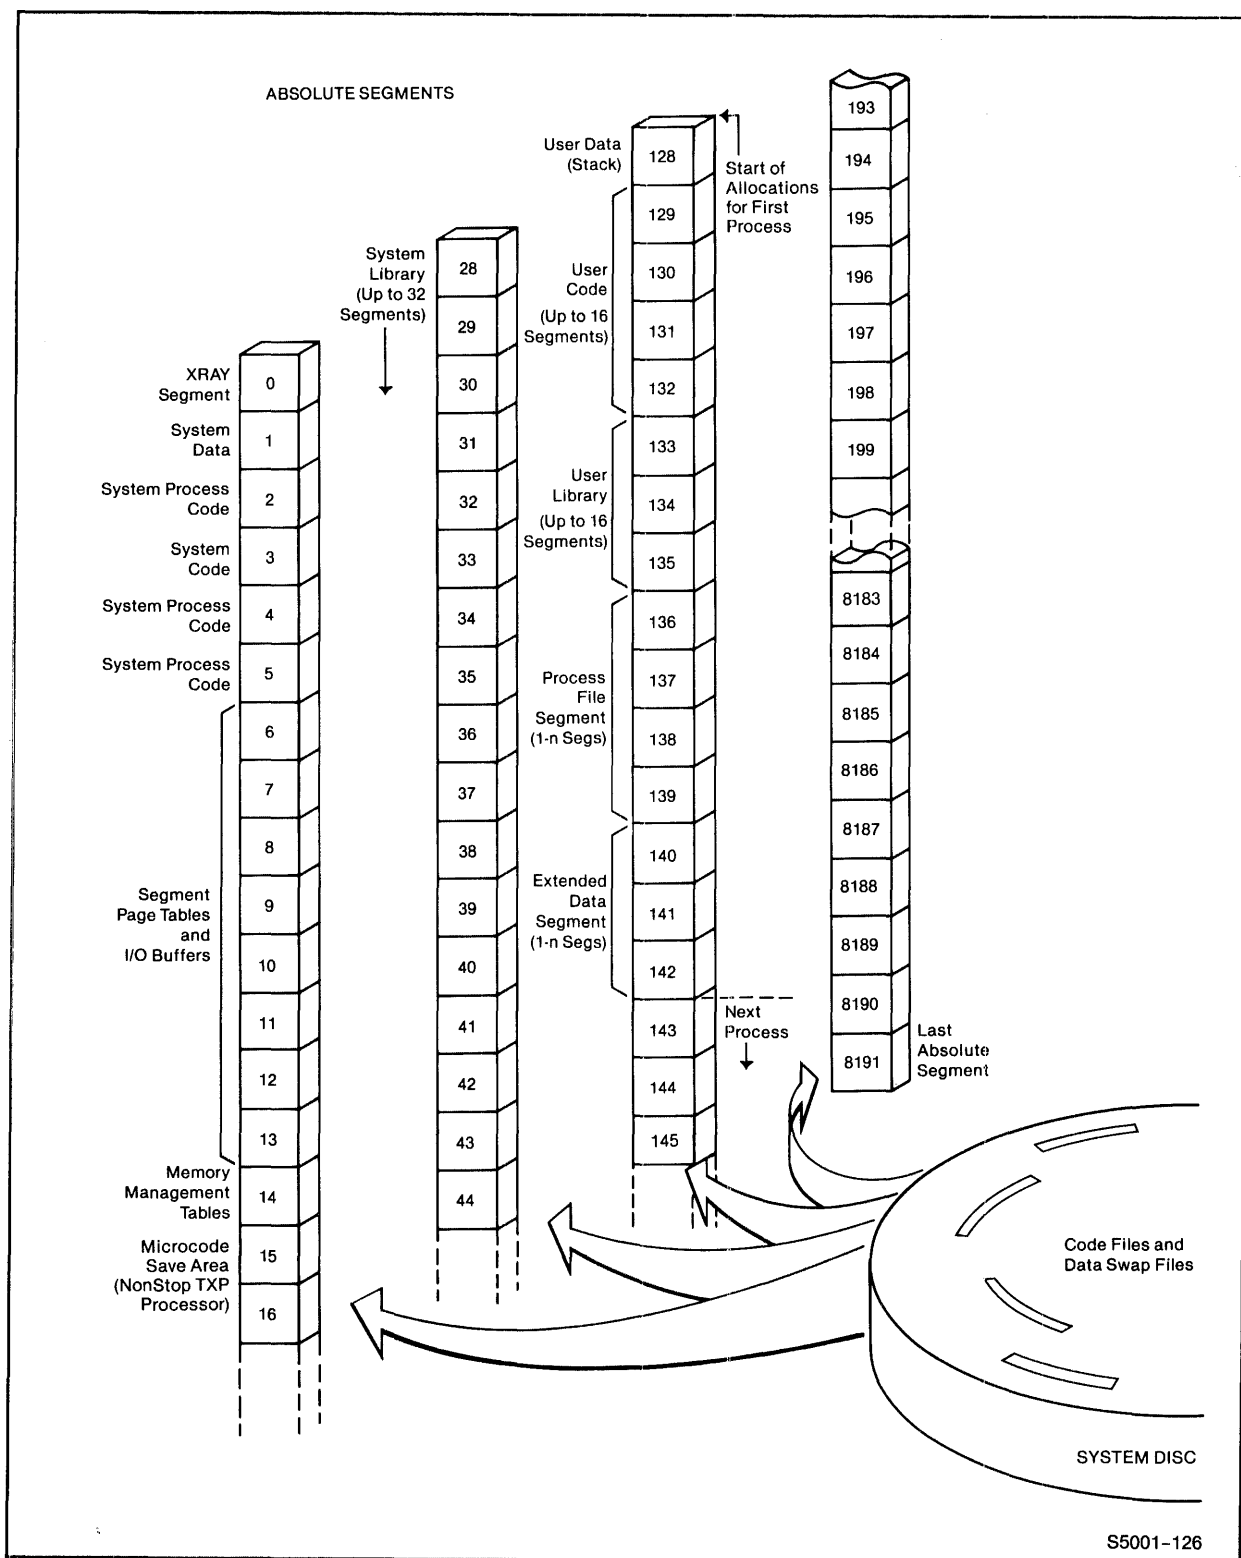 ABSOLUTE SEGMENTS
XRAY
Segment
System
Data
System Process
Code
System
Code
System Process
Code
System Process
Code
Segment
Page Tables
and
I/O Buffers
Memory
Management
Tables
Microcode
Save Area
(NonStop TXP
Processor)
0
1
2
3
4
5
6
7
8
9
10
11
12
13
14
15
16
System
Library
(Up to 32
Segments)
28
29
30
31
32
33
34
35
36
37
38
39
40
41
42
43
44
User Data
(Stack)
User
Code
(Up to 16
Segments)
User
Library
(Up to 16
Segments)
Process
File
Segment
(1-n Segs)
Extended
Data
Segment
(1-n Segs)
128
129
130
131
132
133
134
135
136
137
138
139
140
141
142
143
144
145
Start of
Allocations
for First
Process
Next
Process
193
194
195
196
197
198
199
8183
8184
8185
8186
8187
8188
8189
8190
8191
Last
Absolute
Segment
Code Files and
Data Swap Files
SYSTEM DISC
S5001-126